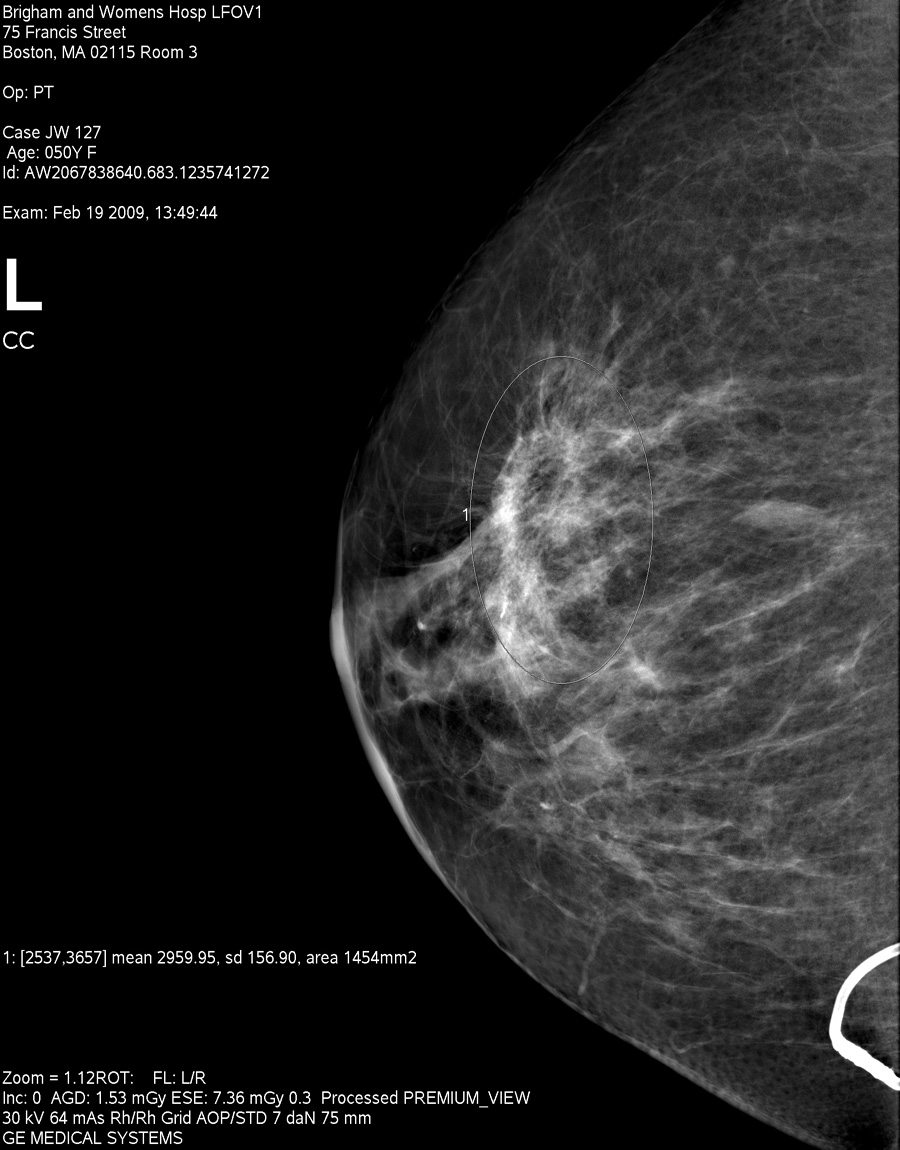 Brigham and Womens Hosp LFOV1
75 Francis Street
Boston, MA 02115 Room 3
Op: PT
Case JW 127
Age: 050Y F
Id: AW2067838640.683.1235741272
Exam: Feb 19 2009, 13:49:44
L
CC
1
1: [2537,3657] mean 2959.95, sd 156.90, area 1454mm2
Zoom = 1.12ROT: FL: L/R
Inc: 0 AGD: 1.53 mGy ESE: 7.36 mGy 0.3 Processed PREMIUM_VIEW
30 kV 64 mAs Rh/Rh Grid AOP/STD 7 daN 75 mm
GE MEDICAL SYSTEMS